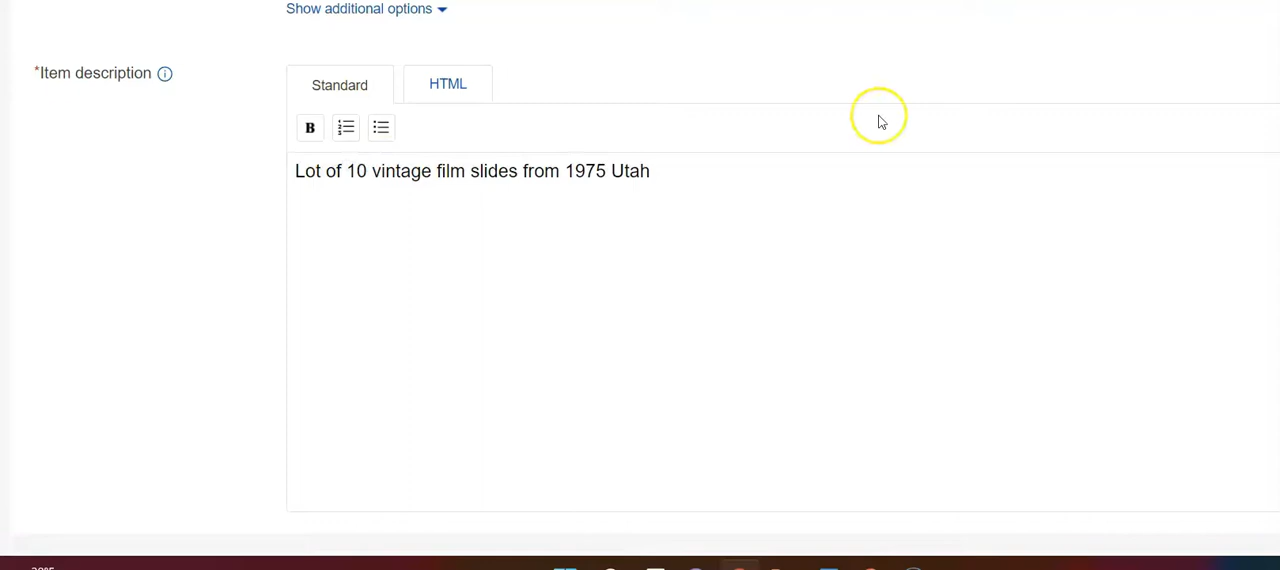 Show additional options
*Item description
Standard
HTML
B
Lot of 10 vintage film slides from 1975 Utah